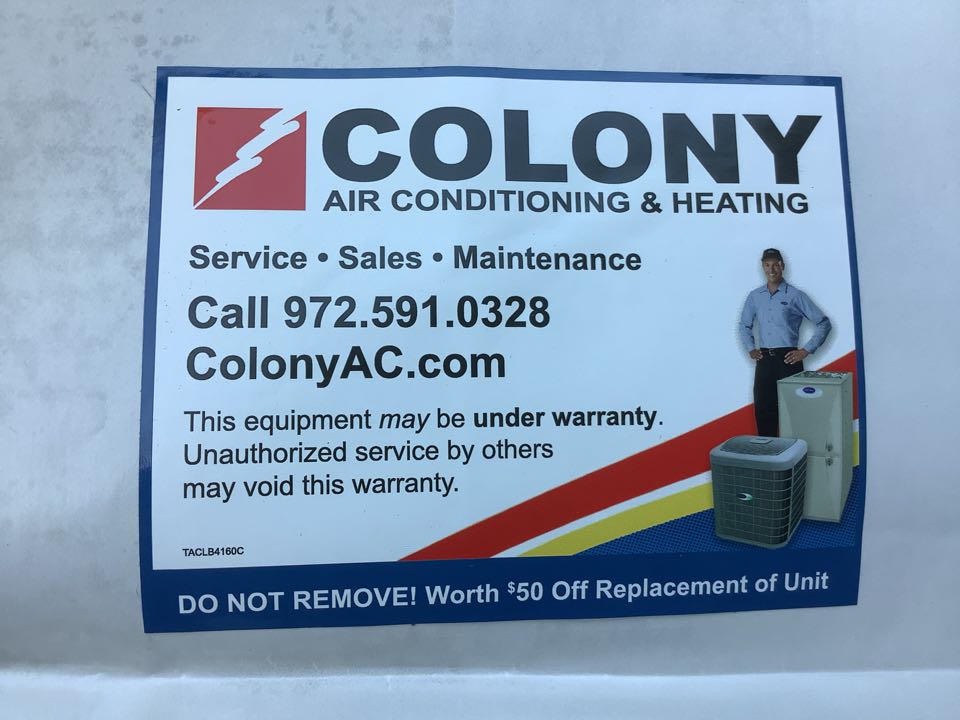 COLONY
AIR CONDITIONING & HEATING
Service • Sales • Maintenance
Call 972.591.0328
ColonyAC.com
This equipment may be under warranty.
Unauthorized service by others
may void this warranty.
TACLB4160C
DO NOT REMOVE! Worth $50 Off Replacement of Unit